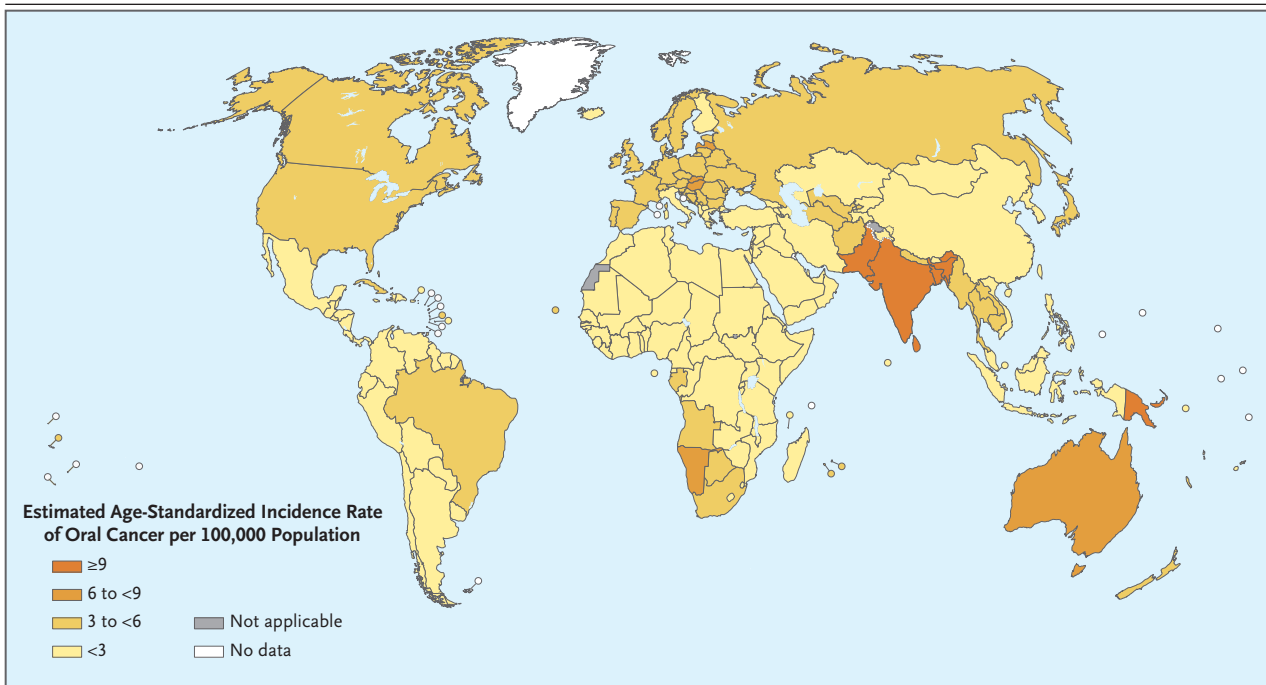 Estimated Age-Standardized Incidence Rate
of Oral Cancer per 100,000 Population
≥9
6 to <9
3 to <6
<3
Not applicable
No data